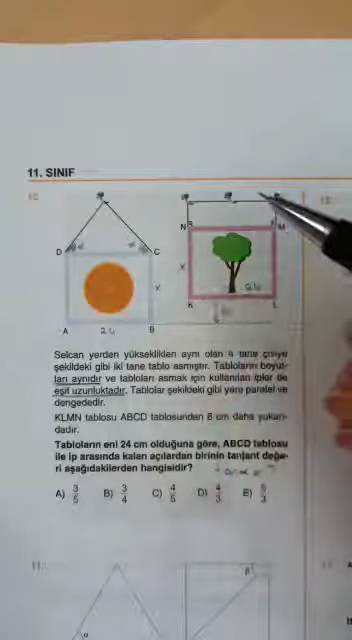 11. SINIF
10.
12.
D
C
A
B
x
N
M
K
L
x
Selcan yerden yükseklikleri aynı olan 4 tane çiviye
şekildeki gibi iki tane tablo asmıştır. Tabloların boyut-
ları aynıdır ve tabloları asmak için kullanılan ipler de
eşit uzunluktadır. Tablolar şekildeki gibi yere paralel ve
dengededir.
KLMN tablosu ABCD tablosundan 8 cm daha yukarı-
dadır.
Tabloların eni 24 cm olduğuna göre, ABCD tablosu
ile ip arasında kalan açılardan birinin tanjant değe-
ri aşağıdakilerden hangisidir?
A) 3/5 B) 3/4 C) 4/5 D) 4/3 E) 5/3
11.
α
β